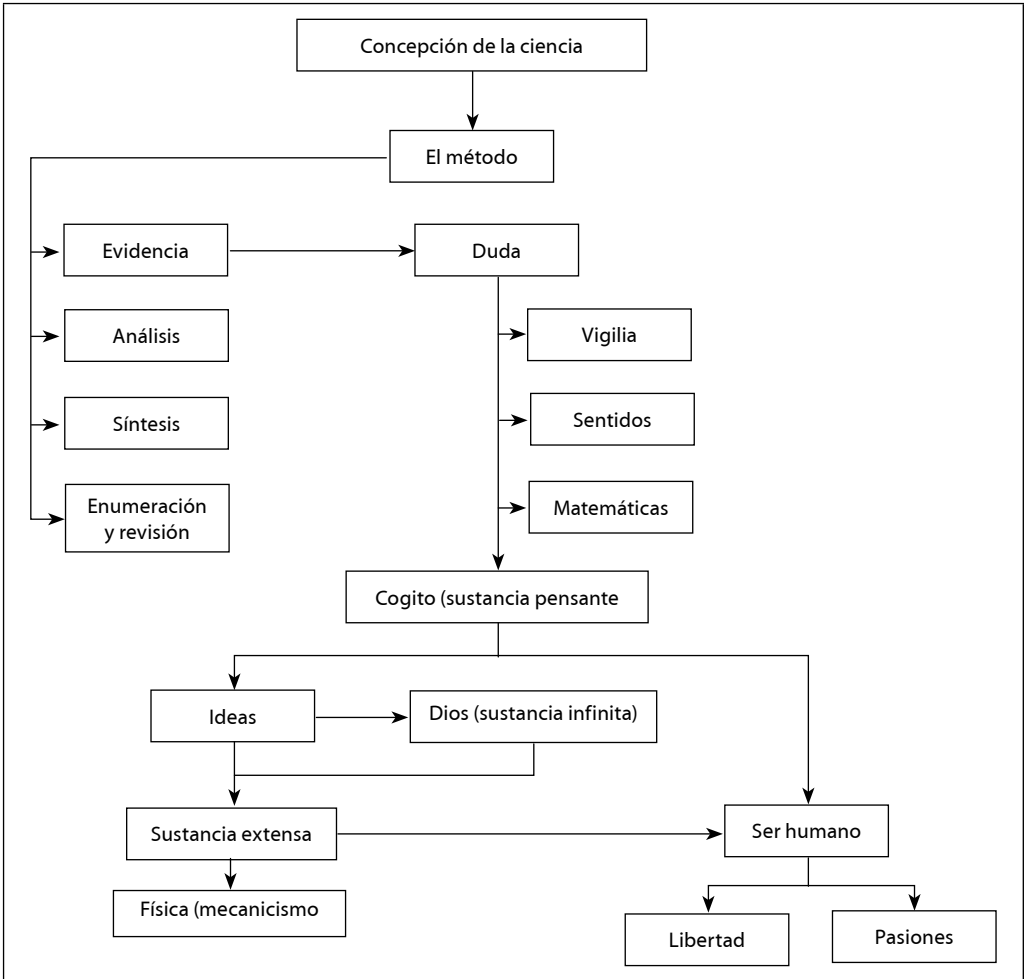 Concepción de la ciencia
El método
Evidencia
Duda
Análisis
Vigilia
Síntesis
Sentidos
Enumeración
y revisión
Matemáticas
Cogito (sustancia pensante
Ideas
Dios (sustancia infinita)
Sustancia extensa
Ser humano
Física (mecanicismo
Libertad
Pasiones